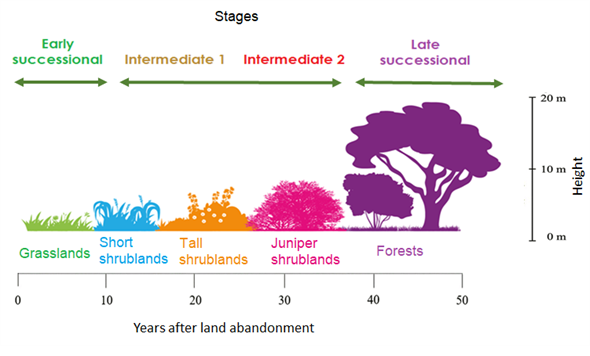 Stages
Early
successional
Intermediate 1
Intermediate 2
Late
successional
20 m
10 m
0 m
Height
Grasslands
Short
shrublands
Tall
shrublands
Juniper
shrublands
Forests
0 10 20 30 40 50
Years after land abandonment